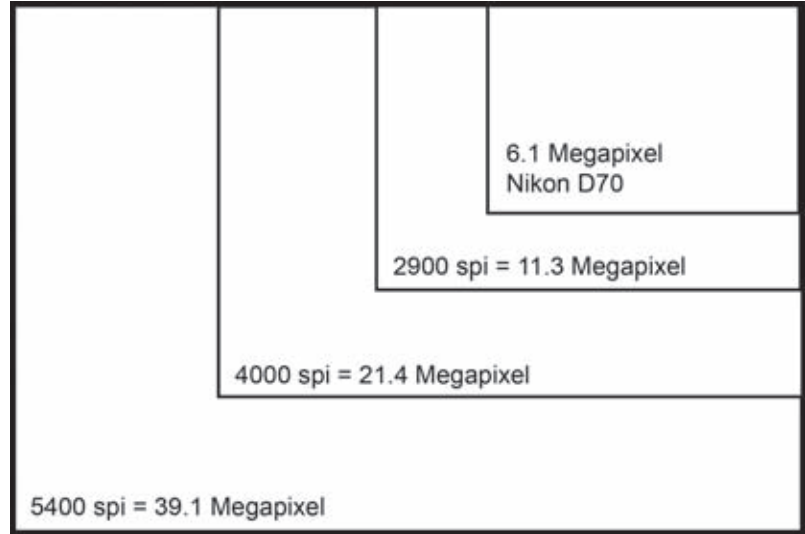 6.1 Megapixel
Nikon D70
2900 spi = 11.3 Megapixel
4000 spi = 21.4 Megapixel
5400 spi = 39.1 Megapixel